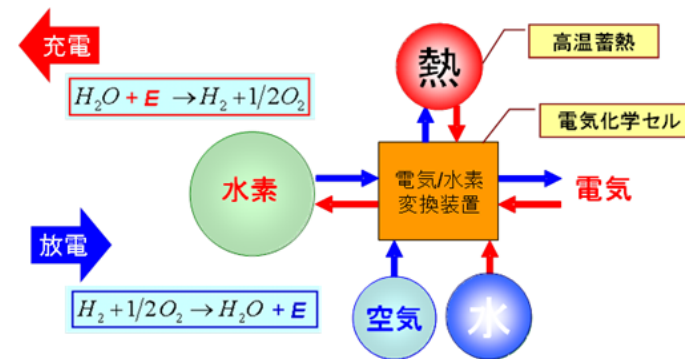 充電
H₂O + E → H₂ + 1/2O₂
熱
高温蓄熱
電気化学セル
水素
電気/水素
変換装置
電気
放電
H₂ + 1/2O₂ → H₂O + E
空気
水